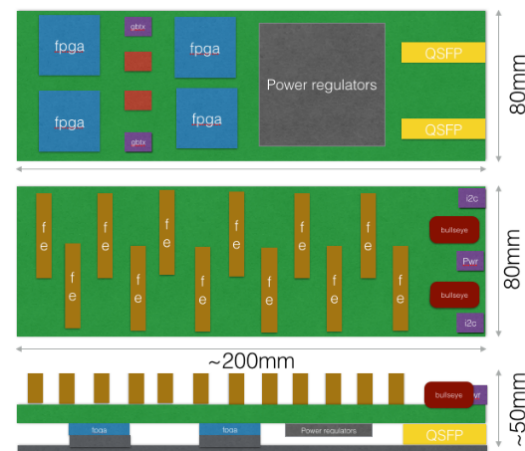 gbtx
fpga
fpga
Power regulators
QSFP
80mm
fpga
fpga
gbtx
QSFP
i2c
f
e
f
e
f
e
f
e
f
e
f
e
bullseye
Pwr
80mm
f
e
f
e
f
e
f
e
f
e
f
e
bullseye
i2c
~200mm
bullseye
wr
~50mm
fpga
fpga
Power regulators
QSFP